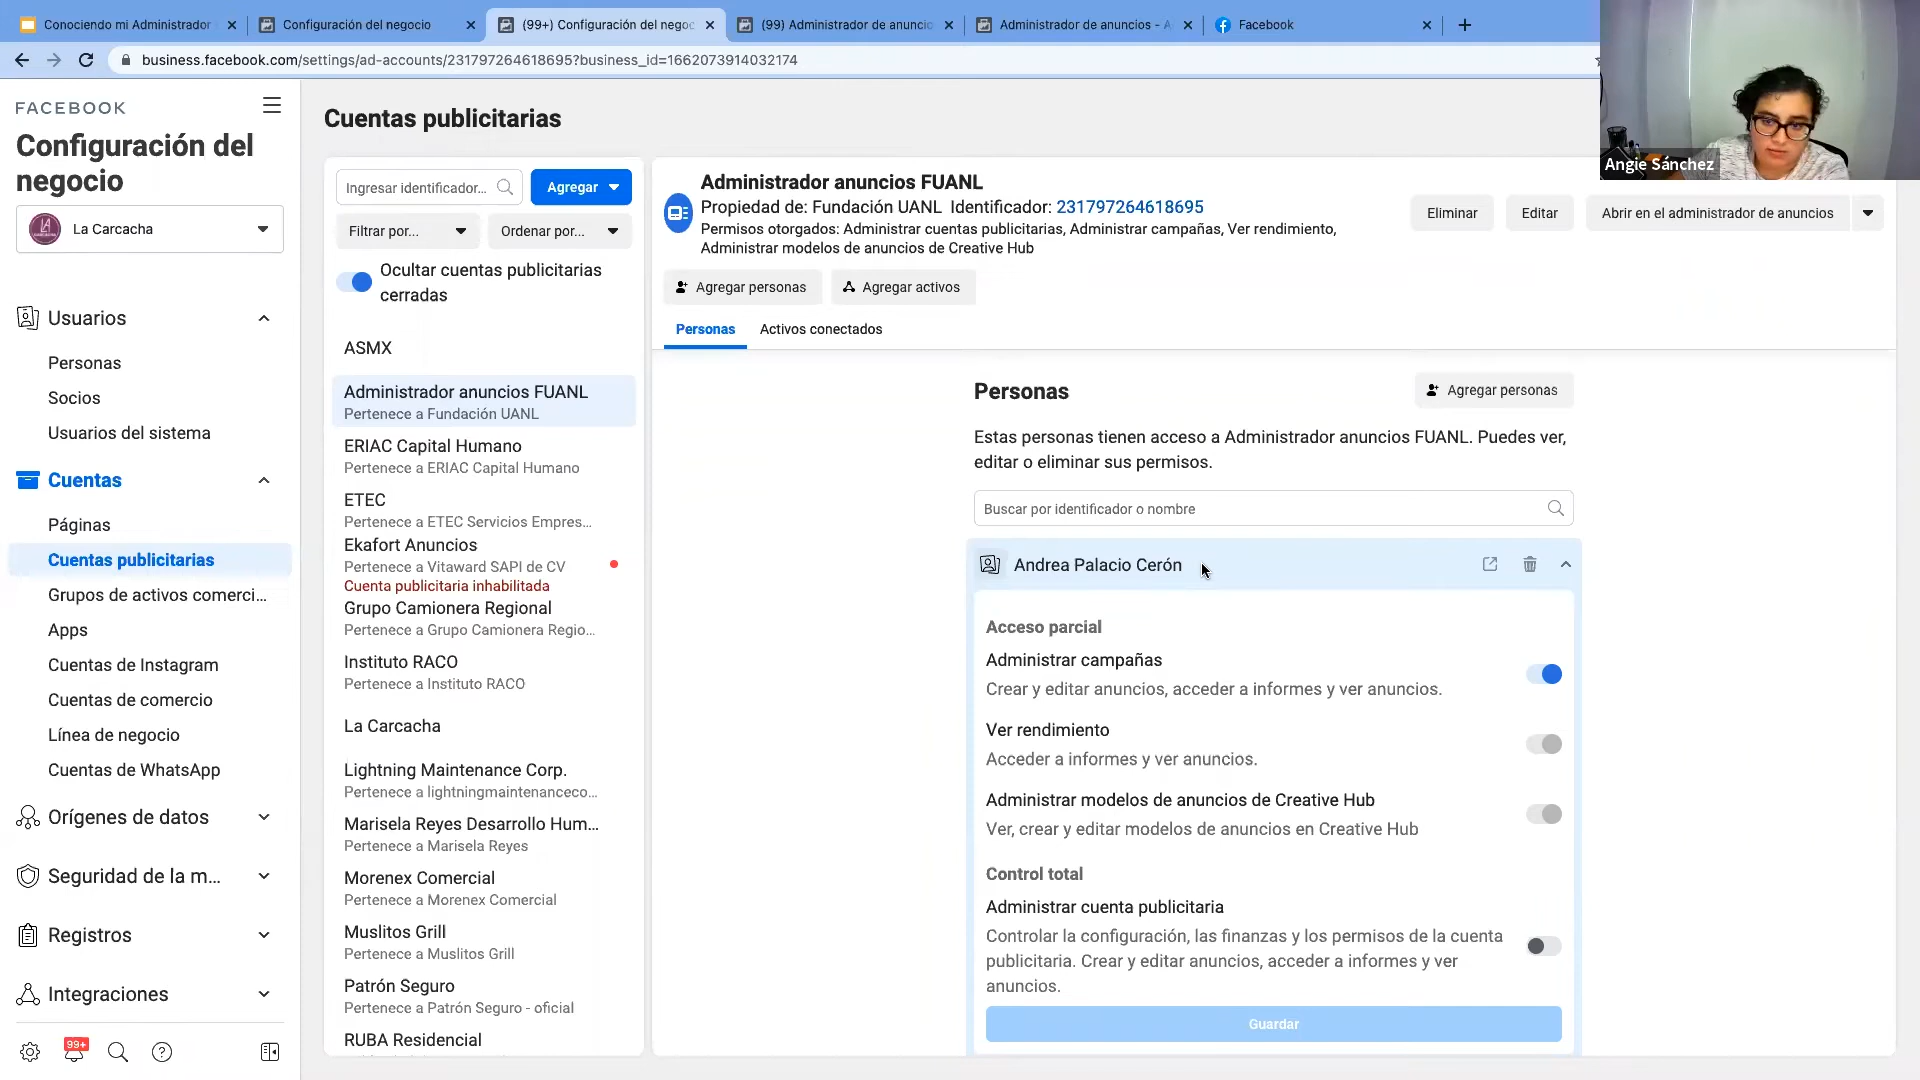 Conociendo mi Administrador
Configuración del negocio
(99+) Configuración del negoc
(99) Administrador de anuncio
Administrador de anuncios - A
Facebook
business.facebook.com/settings/ad-accounts/231797264618695?business_id=1662073914032174
Angie Sánchez
FACEBOOK
Configuración del
negocio
La Carcacha
Usuarios
Personas
Socios
Usuarios del sistema
Cuentas
Páginas
Cuentas publicitarias
Grupos de activos comerci...
Apps
Cuentas de Instagram
Cuentas de comercio
Línea de negocio
Cuentas de WhatsApp
Orígenes de datos
Seguridad de la m...
Registros
Integraciones
99+
Cuentas publicitarias
Ingresar identificador...
Agregar
Filtrar por...
Ordenar por...
Ocultar cuentas publicitarias
cerradas
ASMX
Administrador anuncios FUANL
Pertenece a Fundación UANL
ERIAC Capital Humano
Pertenece a ERIAC Capital Humano
ETEC
Pertenece a ETEC Servicios Empres...
Ekafort Anuncios
Pertenece a Vitaward SAPI de CV
Cuenta publicitaria inhabilitada
Grupo Camionera Regional
Pertenece a Grupo Camionera Regio...
Instituto RACO
Pertenece a Instituto RACO
La Carcacha
Lightning Maintenance Corp.
Pertenece a lightningmaintenanceco...
Marisela Reyes Desarrollo Hum...
Pertenece a Marisela Reyes
Morenex Comercial
Pertenece a Morenex Comercial
Muslitos Grill
Pertenece a Muslitos Grill
Patrón Seguro
Pertenece a Patrón Seguro - oficial
RUBA Residencial
Administrador anuncios FUANL
Propiedad de: Fundación UANL Identificador: 231797264618695
Permisos otorgados: Administrar cuentas publicitarias, Administrar campañas, Ver rendimiento,
Administrar modelos de anuncios de Creative Hub
Eliminar
Editar
Abrir en el administrador de anuncios
Agregar personas
Agregar activos
Personas
Activos conectados
Personas
Agregar personas
Estas personas tienen acceso a Administrador anuncios FUANL. Puedes ver,
editar o eliminar sus permisos.
Buscar por identificador o nombre
Andrea Palacio Cerón
Acceso parcial
Administrar campañas
Crear y editar anuncios, acceder a informes y ver anuncios.
Ver rendimiento
Acceder a informes y ver anuncios.
Administrar modelos de anuncios de Creative Hub
Ver, crear y editar modelos de anuncios en Creative Hub
Control total
Administrar cuenta publicitaria
Controlar la configuración, las finanzas y los permisos de la cuenta
publicitaria. Crear y editar anuncios, acceder a informes y ver
anuncios.
Guardar